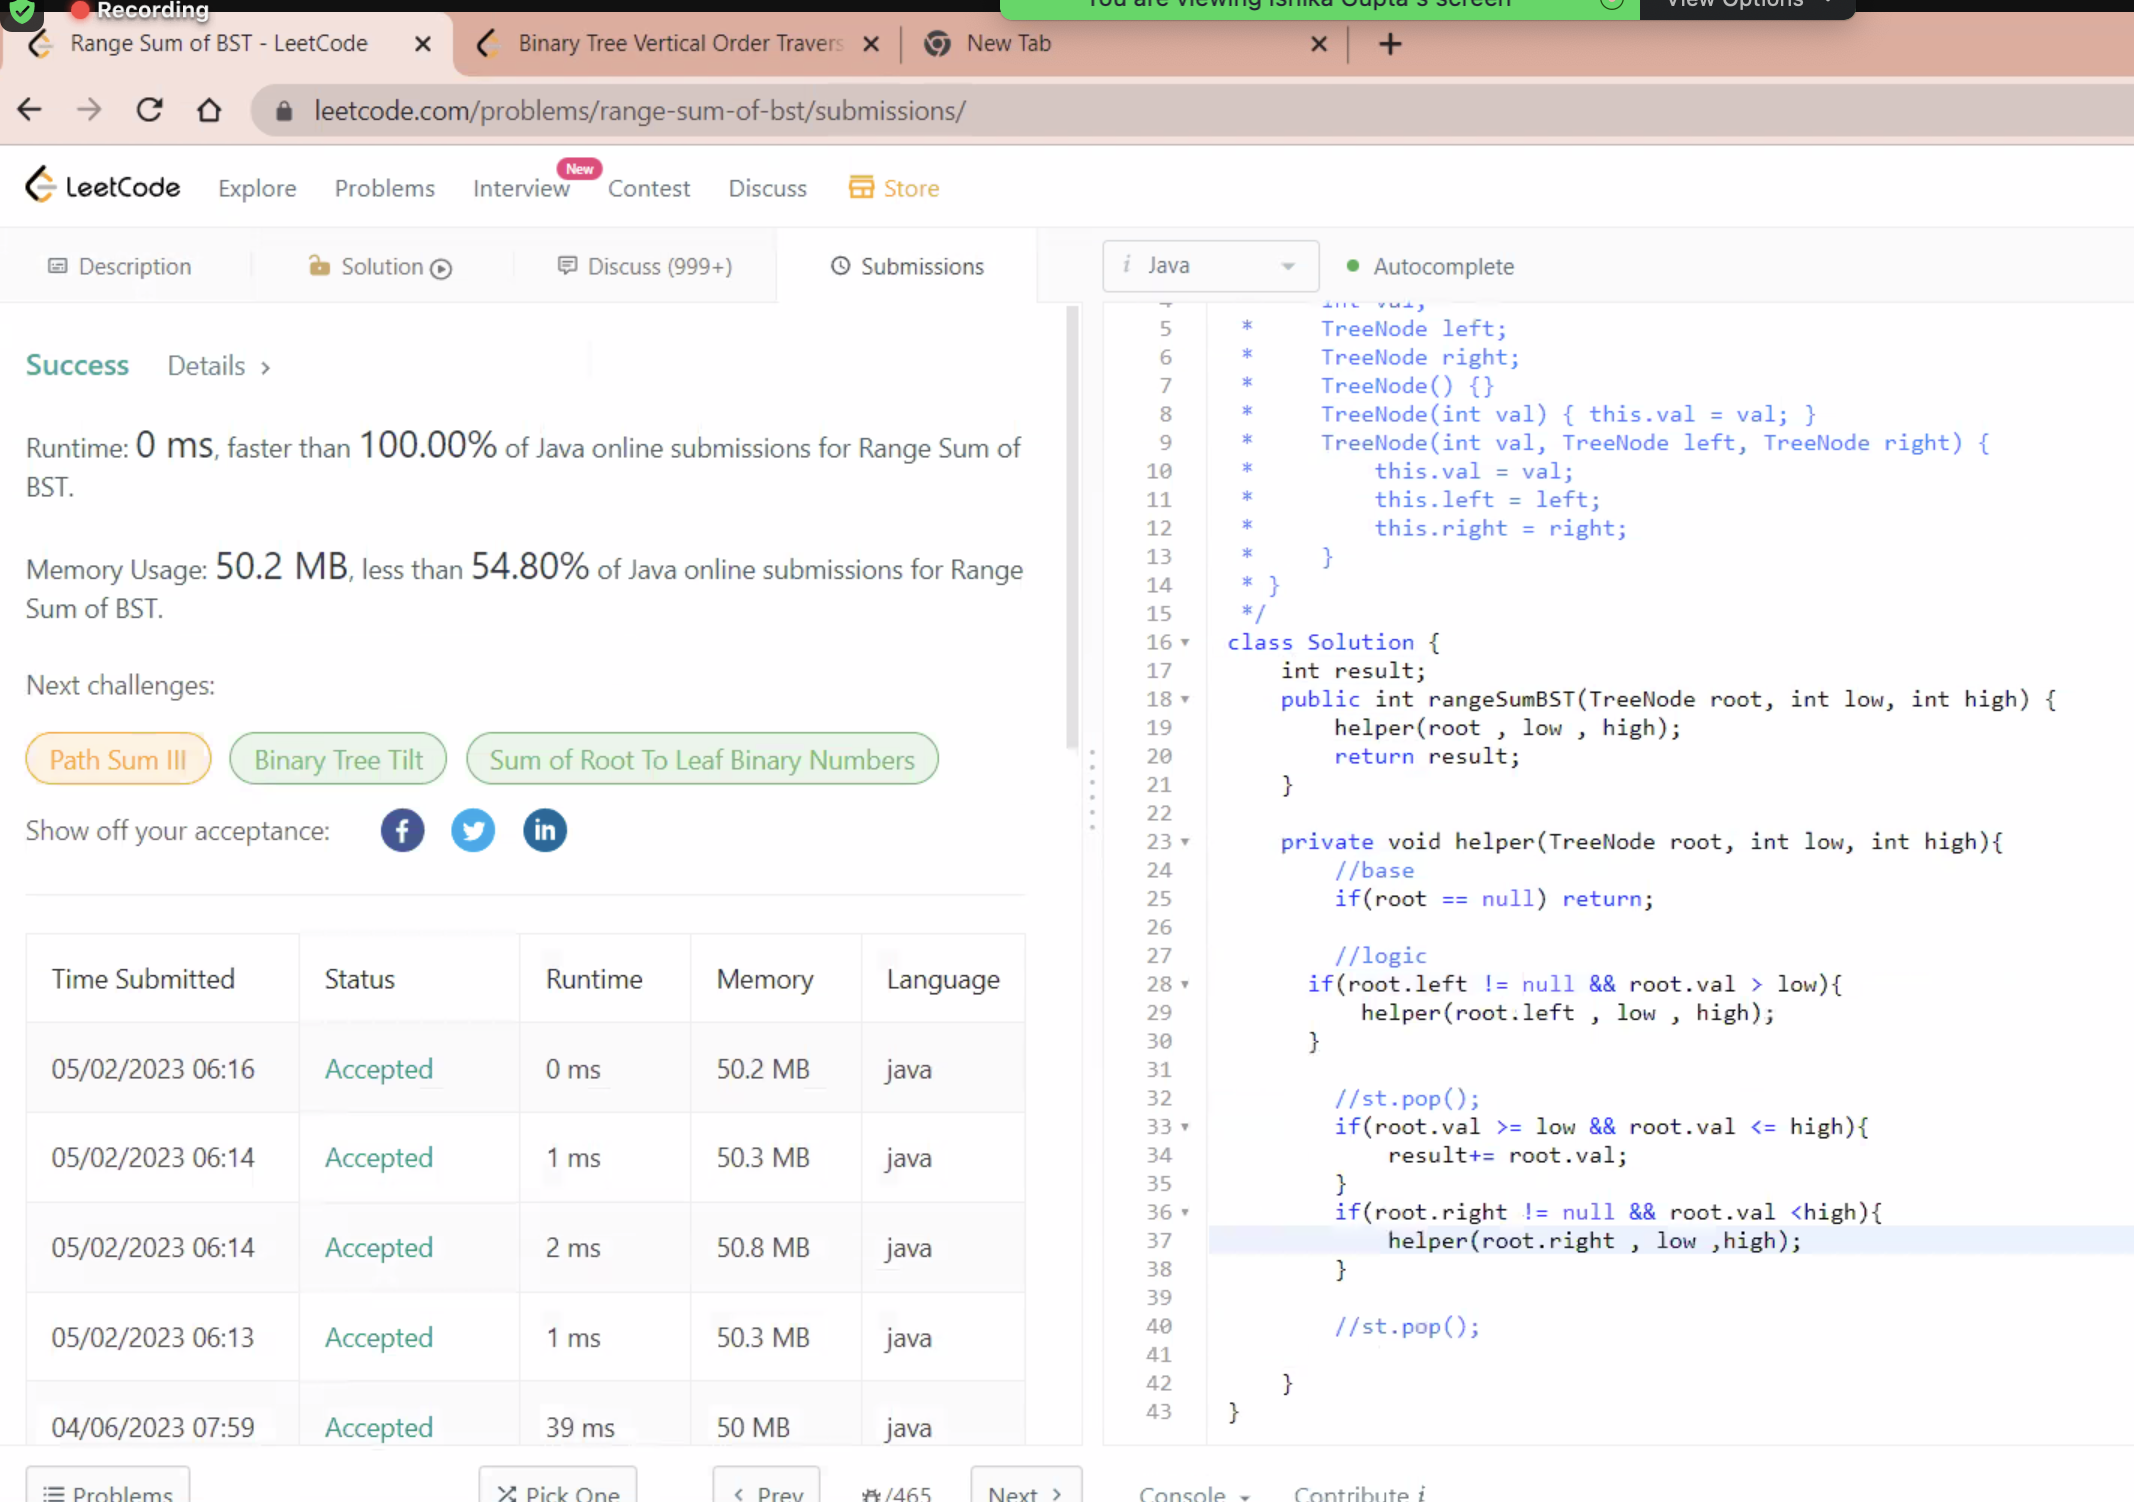 Recording
You are viewing Ishika Gupta's screen
View Options
Range Sum of BST - LeetCode
Binary Tree Vertical Order Travers
New Tab
leetcode.com/problems/range-sum-of-bst/submissions/
LeetCode
Explore
Problems
Interview
New
Contest
Discuss
Store
Description
Solution
Discuss (999+)
Submissions
i Java
Autocomplete
Success
Details >
Runtime: 0 ms, faster than 100.00% of Java online submissions for Range Sum of
BST.
Memory Usage: 50.2 MB, less than 54.80% of Java online submissions for Range
Sum of BST.
Next challenges:
Path Sum III
Binary Tree Tilt
Sum of Root To Leaf Binary Numbers
Show off your acceptance:
Time Submitted Status Runtime Memory Language
05/02/2023 06:16 Accepted 0 ms 50.2 MB java
05/02/2023 06:14 Accepted 1 ms 50.3 MB java
05/02/2023 06:14 Accepted 2 ms 50.8 MB java
05/02/2023 06:13 Accepted 1 ms 50.3 MB java
04/06/2023 07:59 Accepted 39 ms 50 MB java
Problems
Pick One
< Prev
/465
Next >
4 int val;
5 * TreeNode left;
6 * TreeNode right;
7 * TreeNode() {}
8 * TreeNode(int val) { this.val = val; }
9 * TreeNode(int val, TreeNode left, TreeNode right) {
10 * this.val = val;
11 * this.left = left;
12 * this.right = right;
13 * }
14 * }
15 */
16 class Solution {
17 int result;
18 public int rangeSumBST(TreeNode root, int low, int high) {
19 helper(root , low , high);
20 return result;
21 }
22
23 private void helper(TreeNode root, int low, int high){
24 //base
25 if(root == null) return;
26
27 //logic
28 if(root.left != null && root.val > low){
29 helper(root.left , low , high);
30 }
31
32 //st.pop();
33 if(root.val >= low && root.val <= high){
34 result+= root.val;
35 }
36 if(root.right != null && root.val <high){
37 helper(root.right , low ,high);
38 }
39
40 //st.pop();
41
42 }
43 }
Console
Contribute i